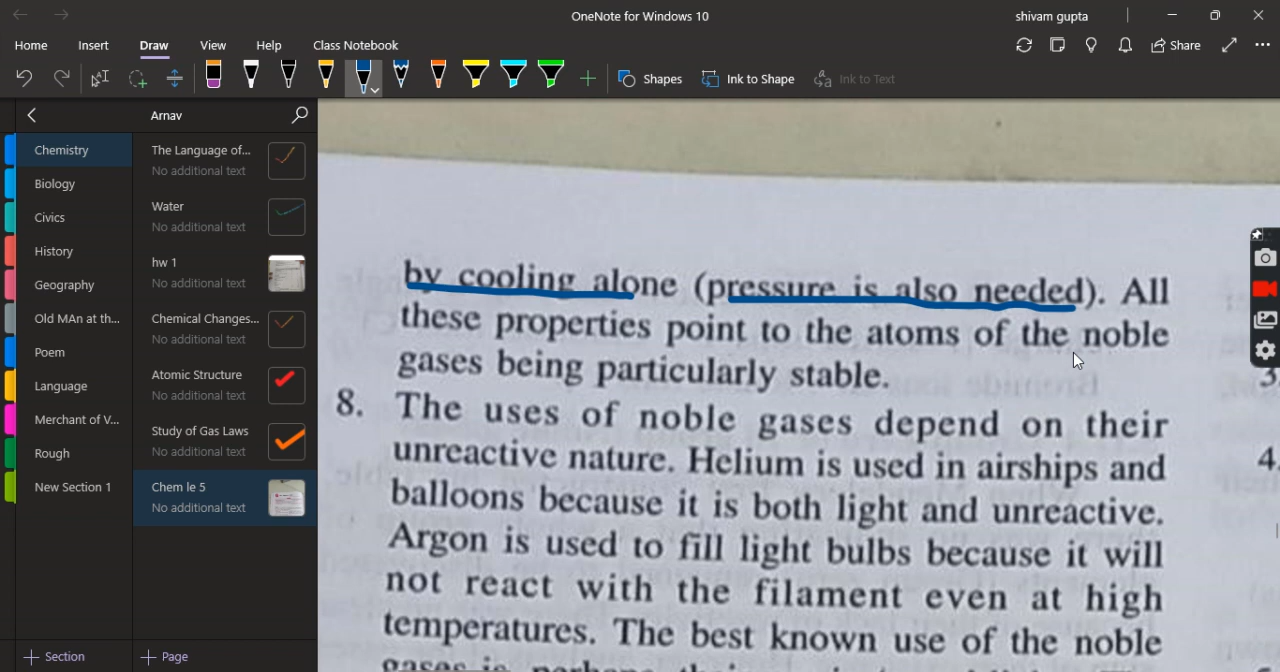 OneNote for Windows 10
shivam gupta
Home
Insert
Draw
View
Help
Class Notebook
Share
Shapes
Ink to Shape
Ink to Text
Arnav
Chemistry
Biology
Civics
History
Geography
Old MAn at th...
Poem
Language
Merchant of V...
Rough
New Section 1
Section
The Language of...
No additional text
Water
No additional text
hw 1
No additional text
Chemical Changes...
No additional text
Atomic Structure
No additional text
Study of Gas Laws
No additional text
Chem le 5
No additional text
Page
by cooling alone (pressure is also needed). All
these properties point to the atoms of the noble
gases being particularly stable.
8. The uses of noble gases depend on their
unreactive nature. Helium is used in airships and
balloons because it is both light and unreactive.
Argon is used to fill light bulbs because it will
not react with the filament even at high
temperatures. The best known use of the noble
3.
4.